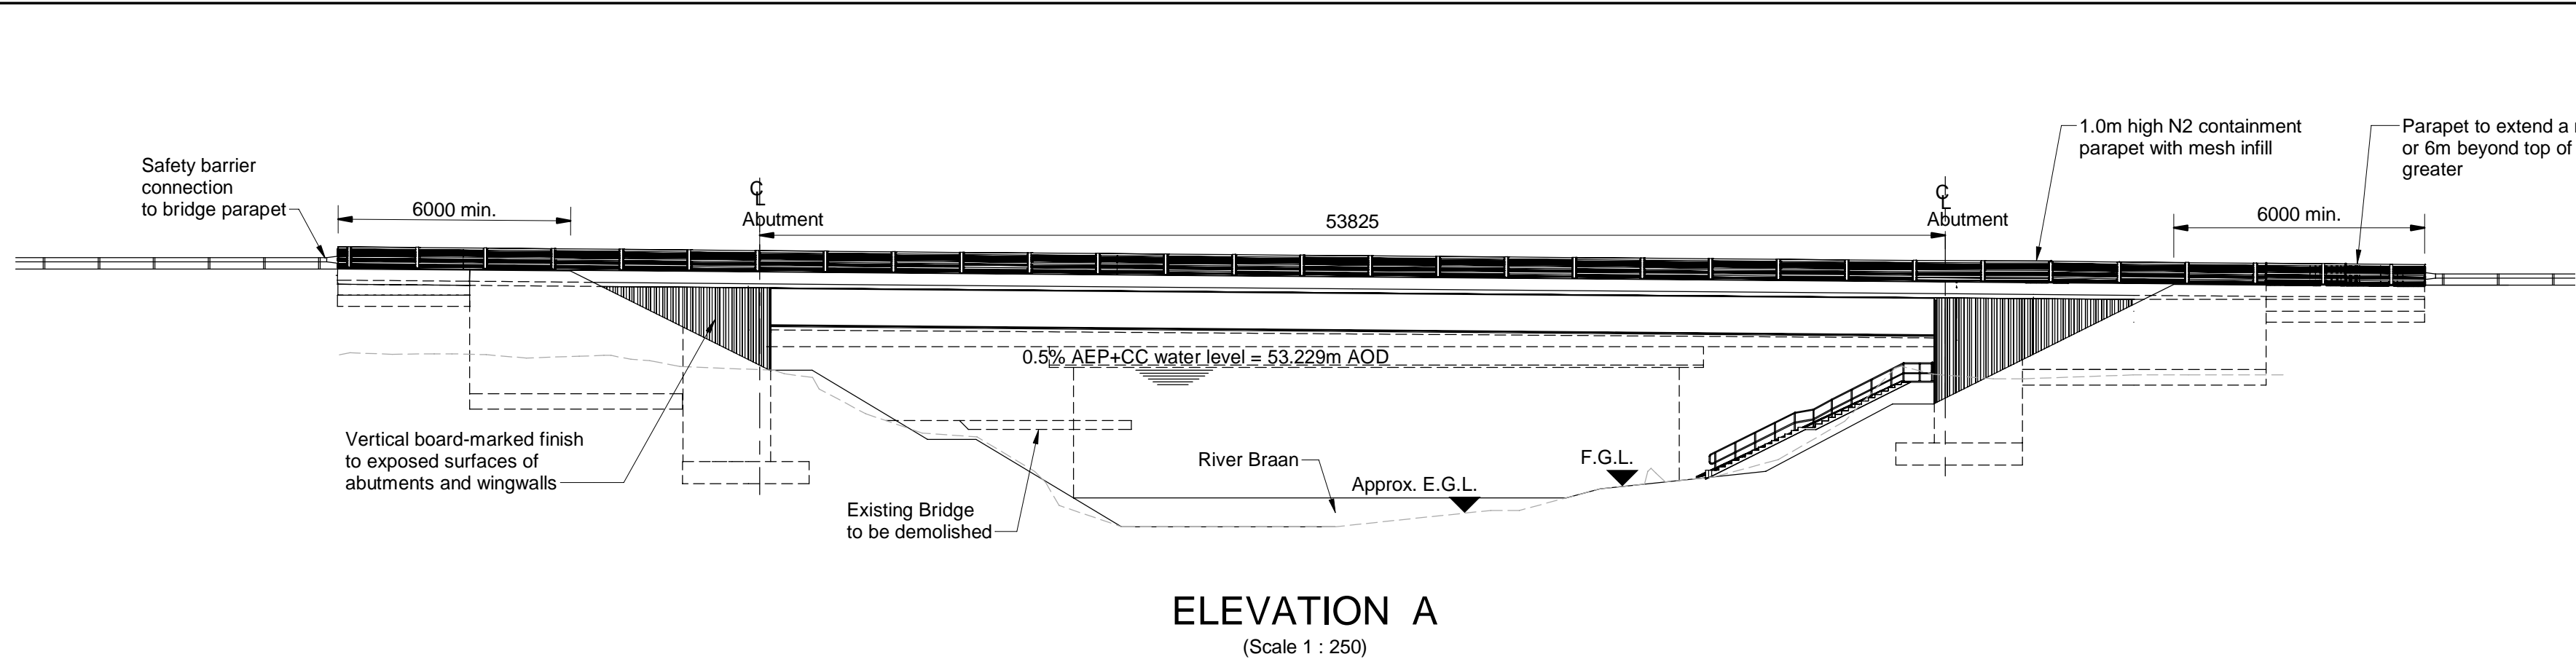 Safety barrier
connection
to bridge parapet
6000 min.
℄
Abutment
53825
℄
Abutment
1.0m high N2 containment
parapet with mesh infill
Parapet to extend a
or 6m beyond top of
greater
6000 min.
0.5% AEP+CC water level = 53.229m AOD
Vertical board-marked finish
to exposed surfaces of
abutments and wingwalls
River Braan
Approx. E.G.L.
F.G.L.
Existing Bridge
to be demolished
ELEVATION A
(Scale 1 : 250)